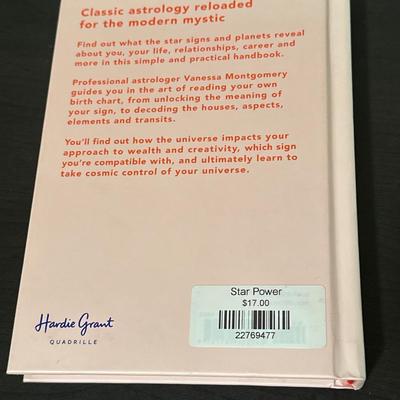 Classic astrology reloaded
for the modern mystic
Find out what the star signs and planets reveal
about you, your life, relationships, career and
more in this simple and practical handbook.
Professional astrologer Vanessa Montgomery
guides you in the art of reading your own
birth chart, from unlocking the meaning of
your sign, to decoding the houses, aspects,
elements and transits.
You'll find out how the universe impacts your
approach to wealth and creativity, which sign
you're compatible with, and ultimately learn to
take cosmic control of your universe.
Star Power
$17.00
22769477
Hardie Grant
QUADRILLE